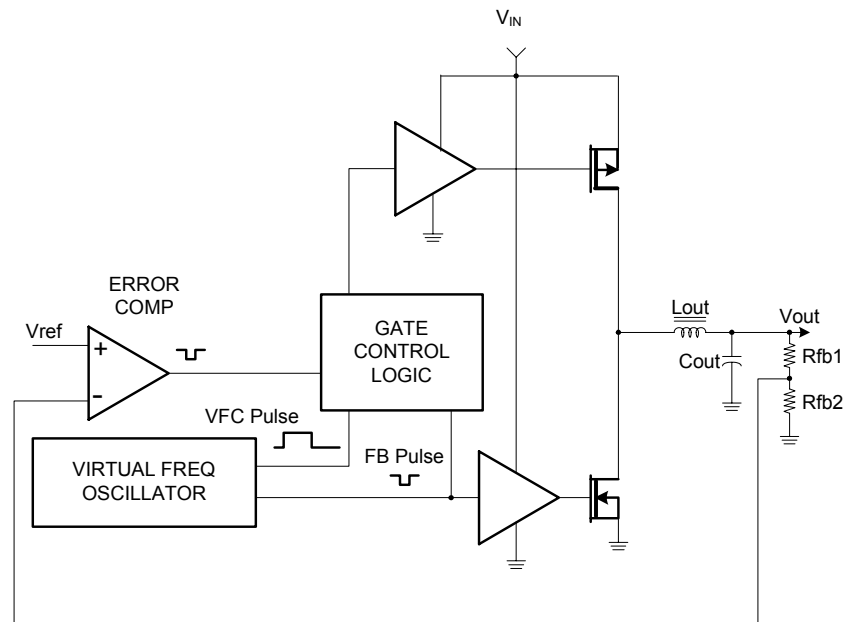 VIN
ERROR
COMP
Vref
+
-
GATE
CONTROL
LOGIC
Lout
Vout
Cout
Rfb1
Rfb2
VFC Pulse
FB Pulse
VIRTUAL FREQ
OSCILLATOR